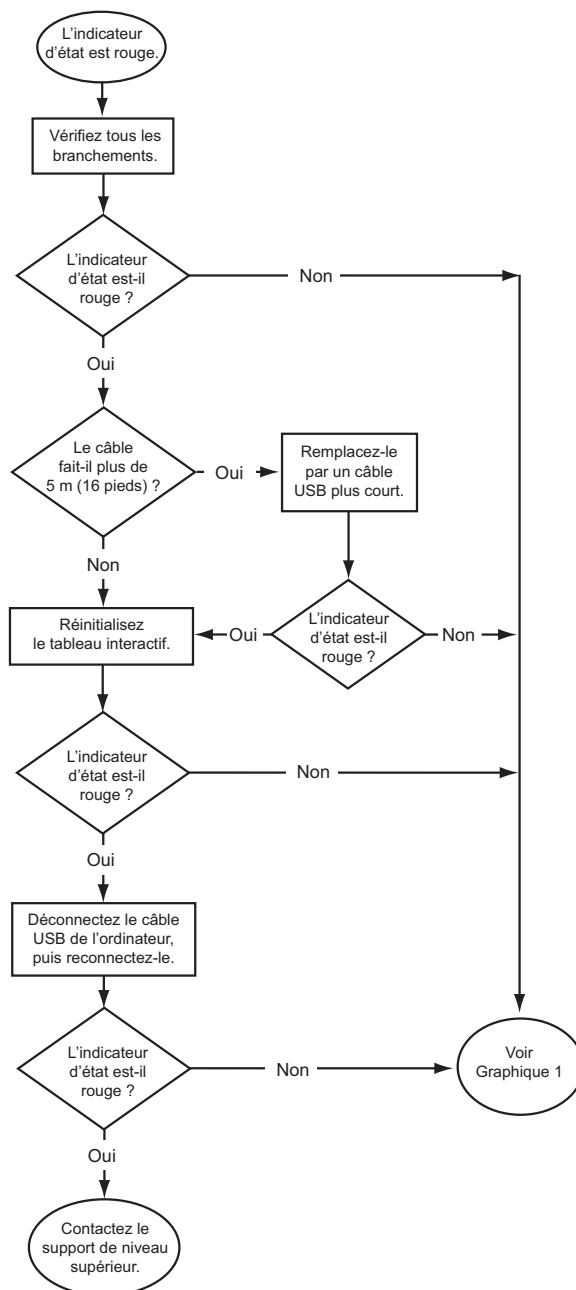 L'indicateur
d'état est rouge.
Vérifiez tous les
branchements.
L'indicateur
d'état est-il
rouge ?
Non
Oui
Le câble
fait-il plus de
5 m (16 pieds) ?
Oui
Remplacez-le
par un câble
USB plus court.
Non
Réinitialisez
le tableau interactif.
Oui
L'indicateur
d'état est-il
rouge ?
Non
L'indicateur
d'état est-il
rouge ?
Non
Oui
Déconnectez le câble
USB de l'ordinateur,
puis reconnectez-le.
L'indicateur
d'état est-il
rouge ?
Non
Voir
Graphique 1
Oui
Contactez le
support de niveau
supérieur.